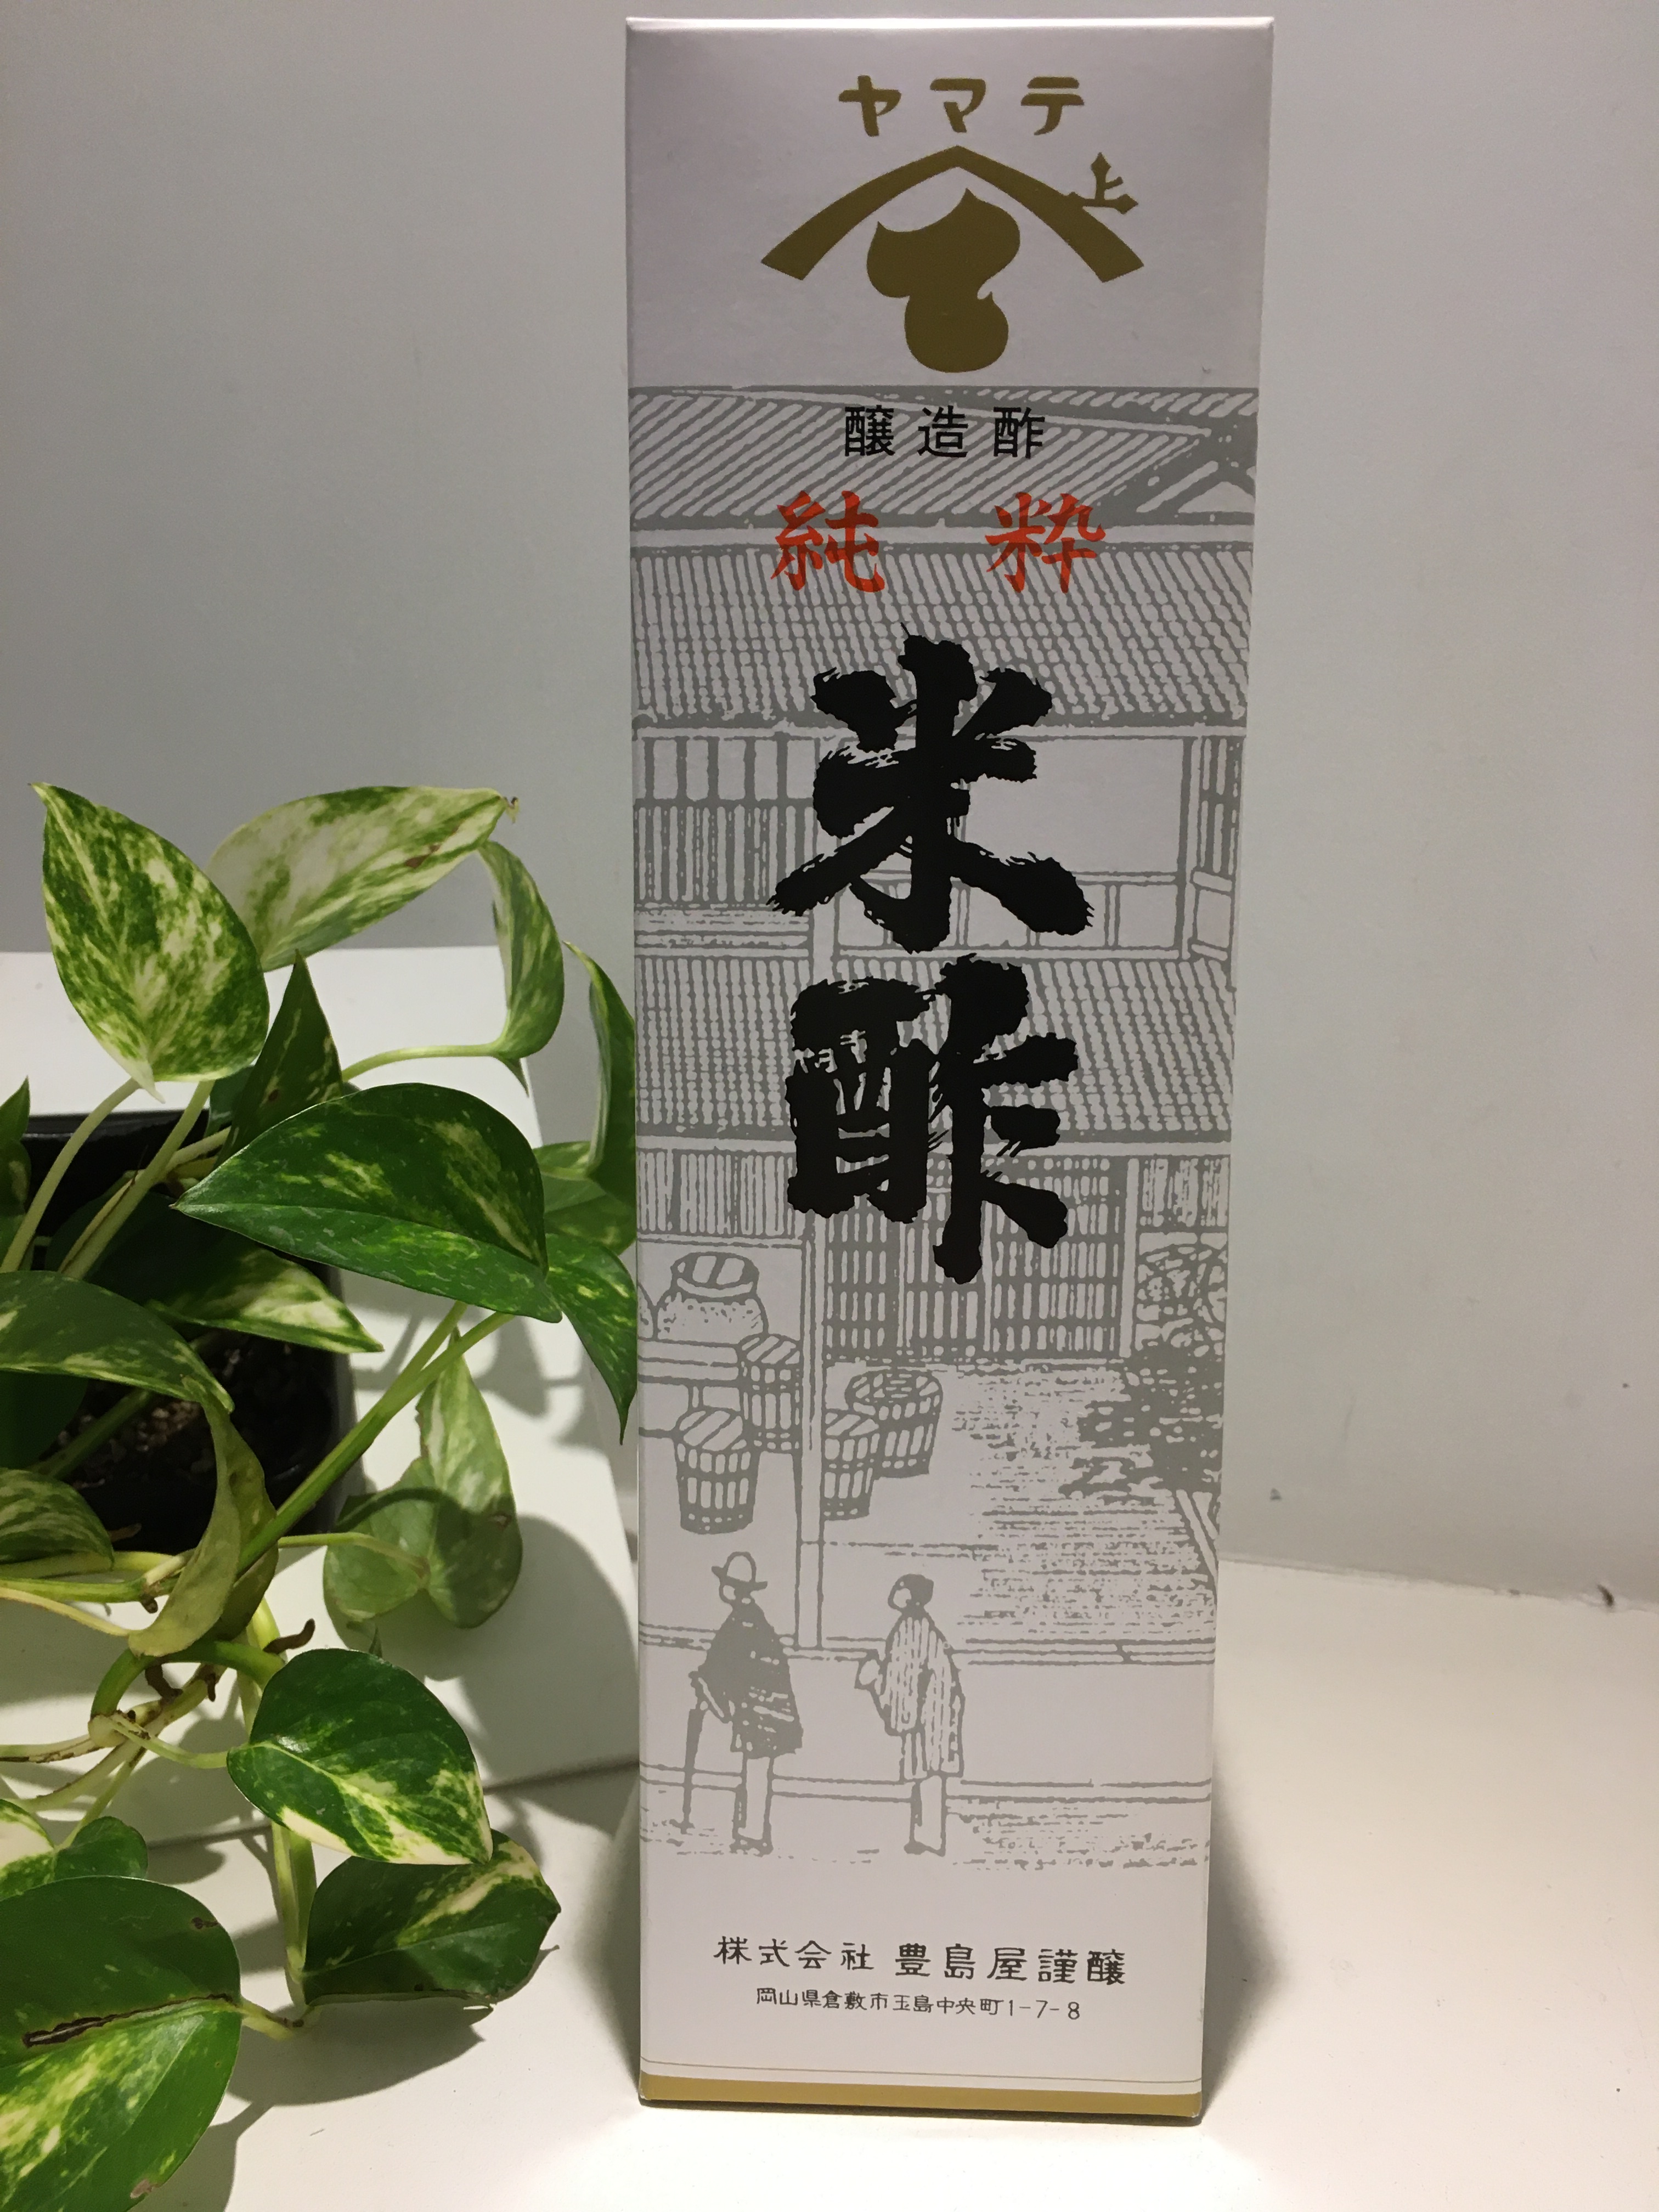 ヤマテ
上
て
醸造酢
純粋
米酢
株式会社 豊島屋謹醸
岡山県倉敷市玉島中央町1-7-8